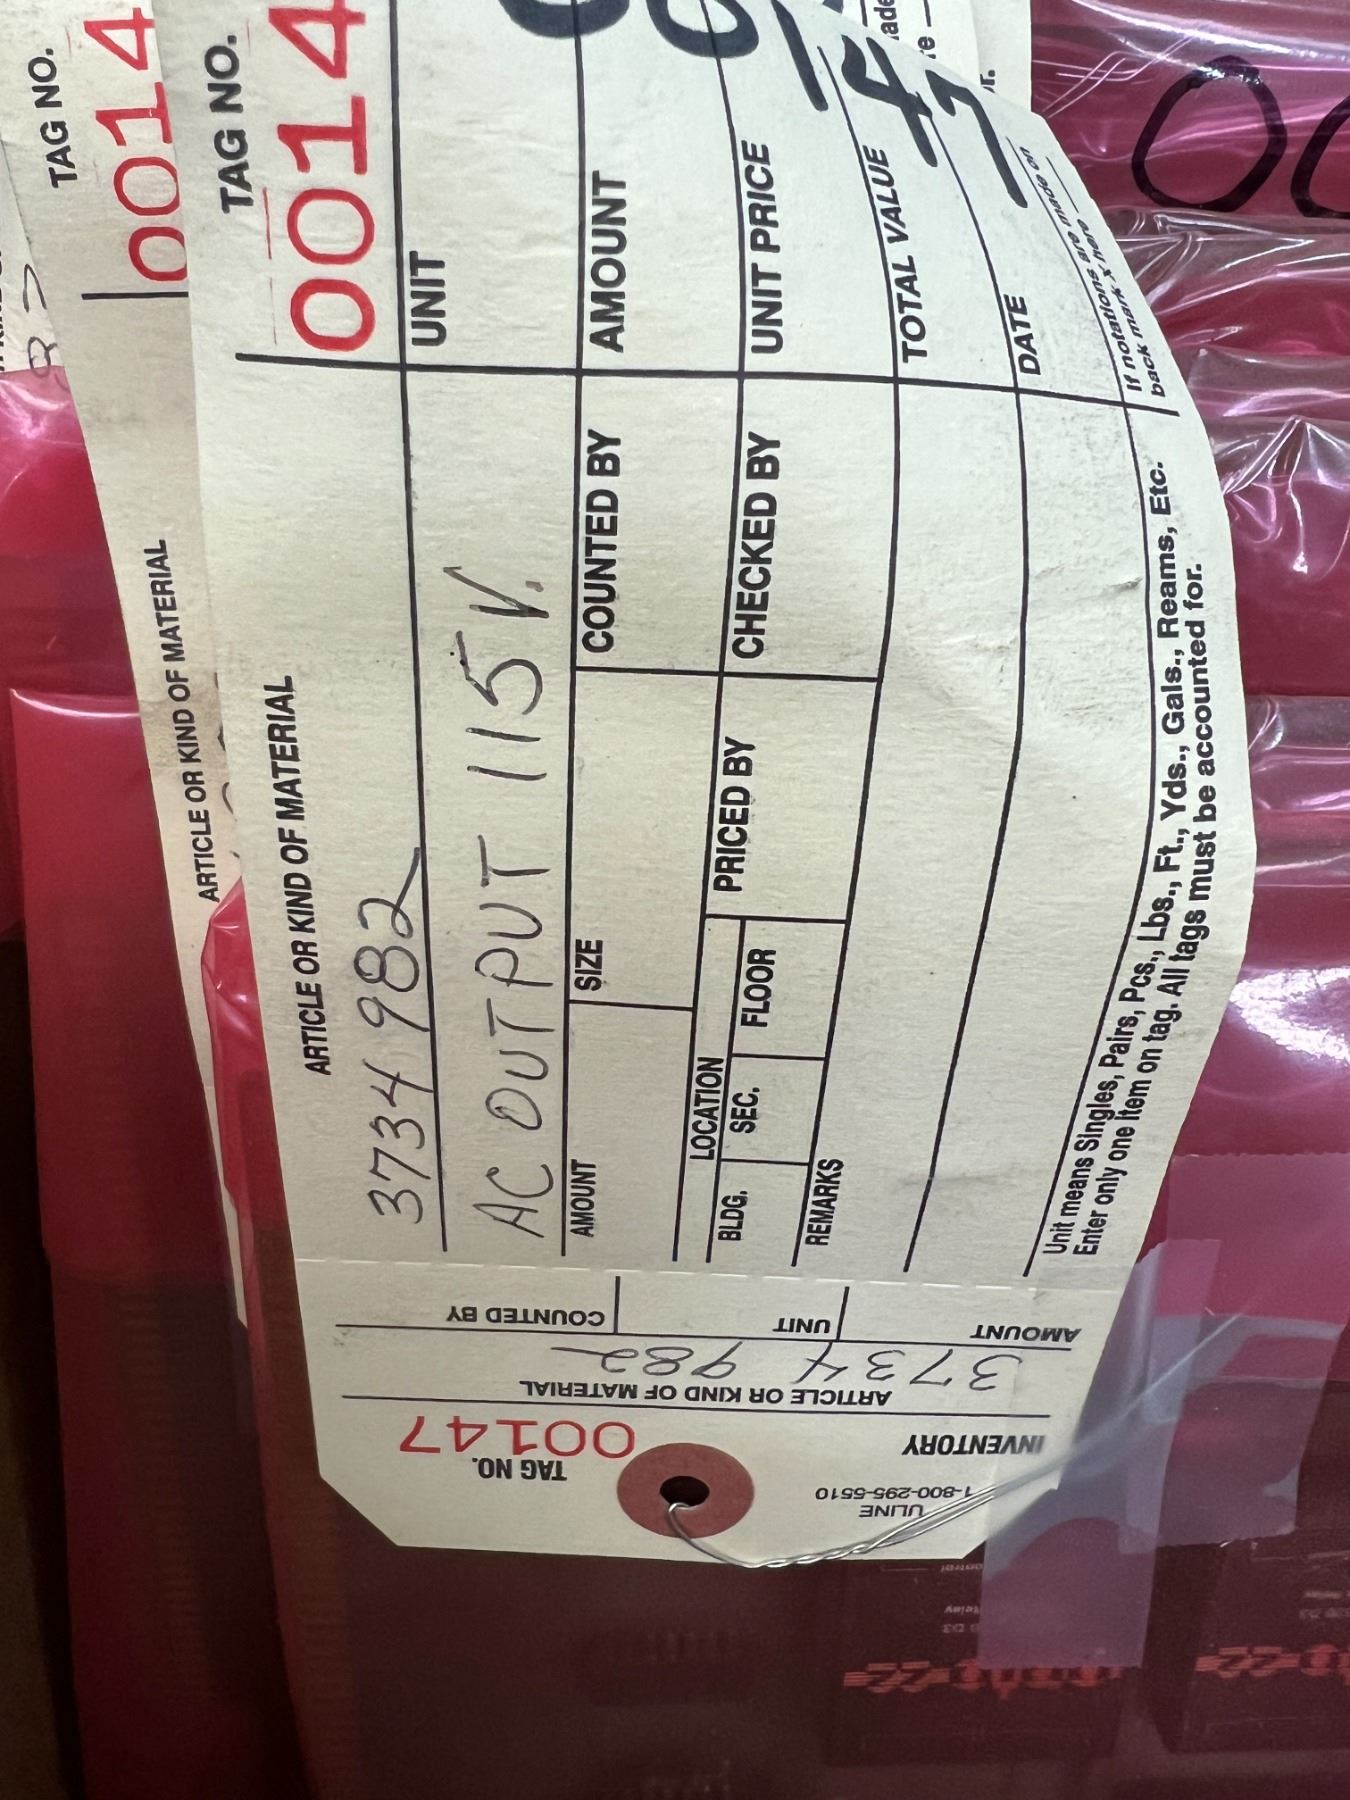 TAG NO.
0014
ARTICLE OR KIND OF MATERIAL
TAG NO.
0014
ARTICLE OR KIND OF MATERIAL
3734982
UNIT
AC OUTPUT 115V.
AMOUNT
SIZE
COUNTED BY
AMOUNT
LOCATION
BLDG.
SEC.
FLOOR
PRICED BY
CHECKED BY
UNIT PRICE
REMARKS
TOTAL VALUE
DATE
47
If notations are made on
back mark X here
Unit means Singles, Pairs, Pcs., Lbs., Ft., Yds., Gals., Reams, Etc.
Enter only one item on tag. All tags must be accounted for.
AMOUNT
UNIT
COUNTED BY
3734 982
ARTICLE OR KIND OF MATERIAL
INVENTORY
00147
TAG NO.
ULINE
1-800-295-5510